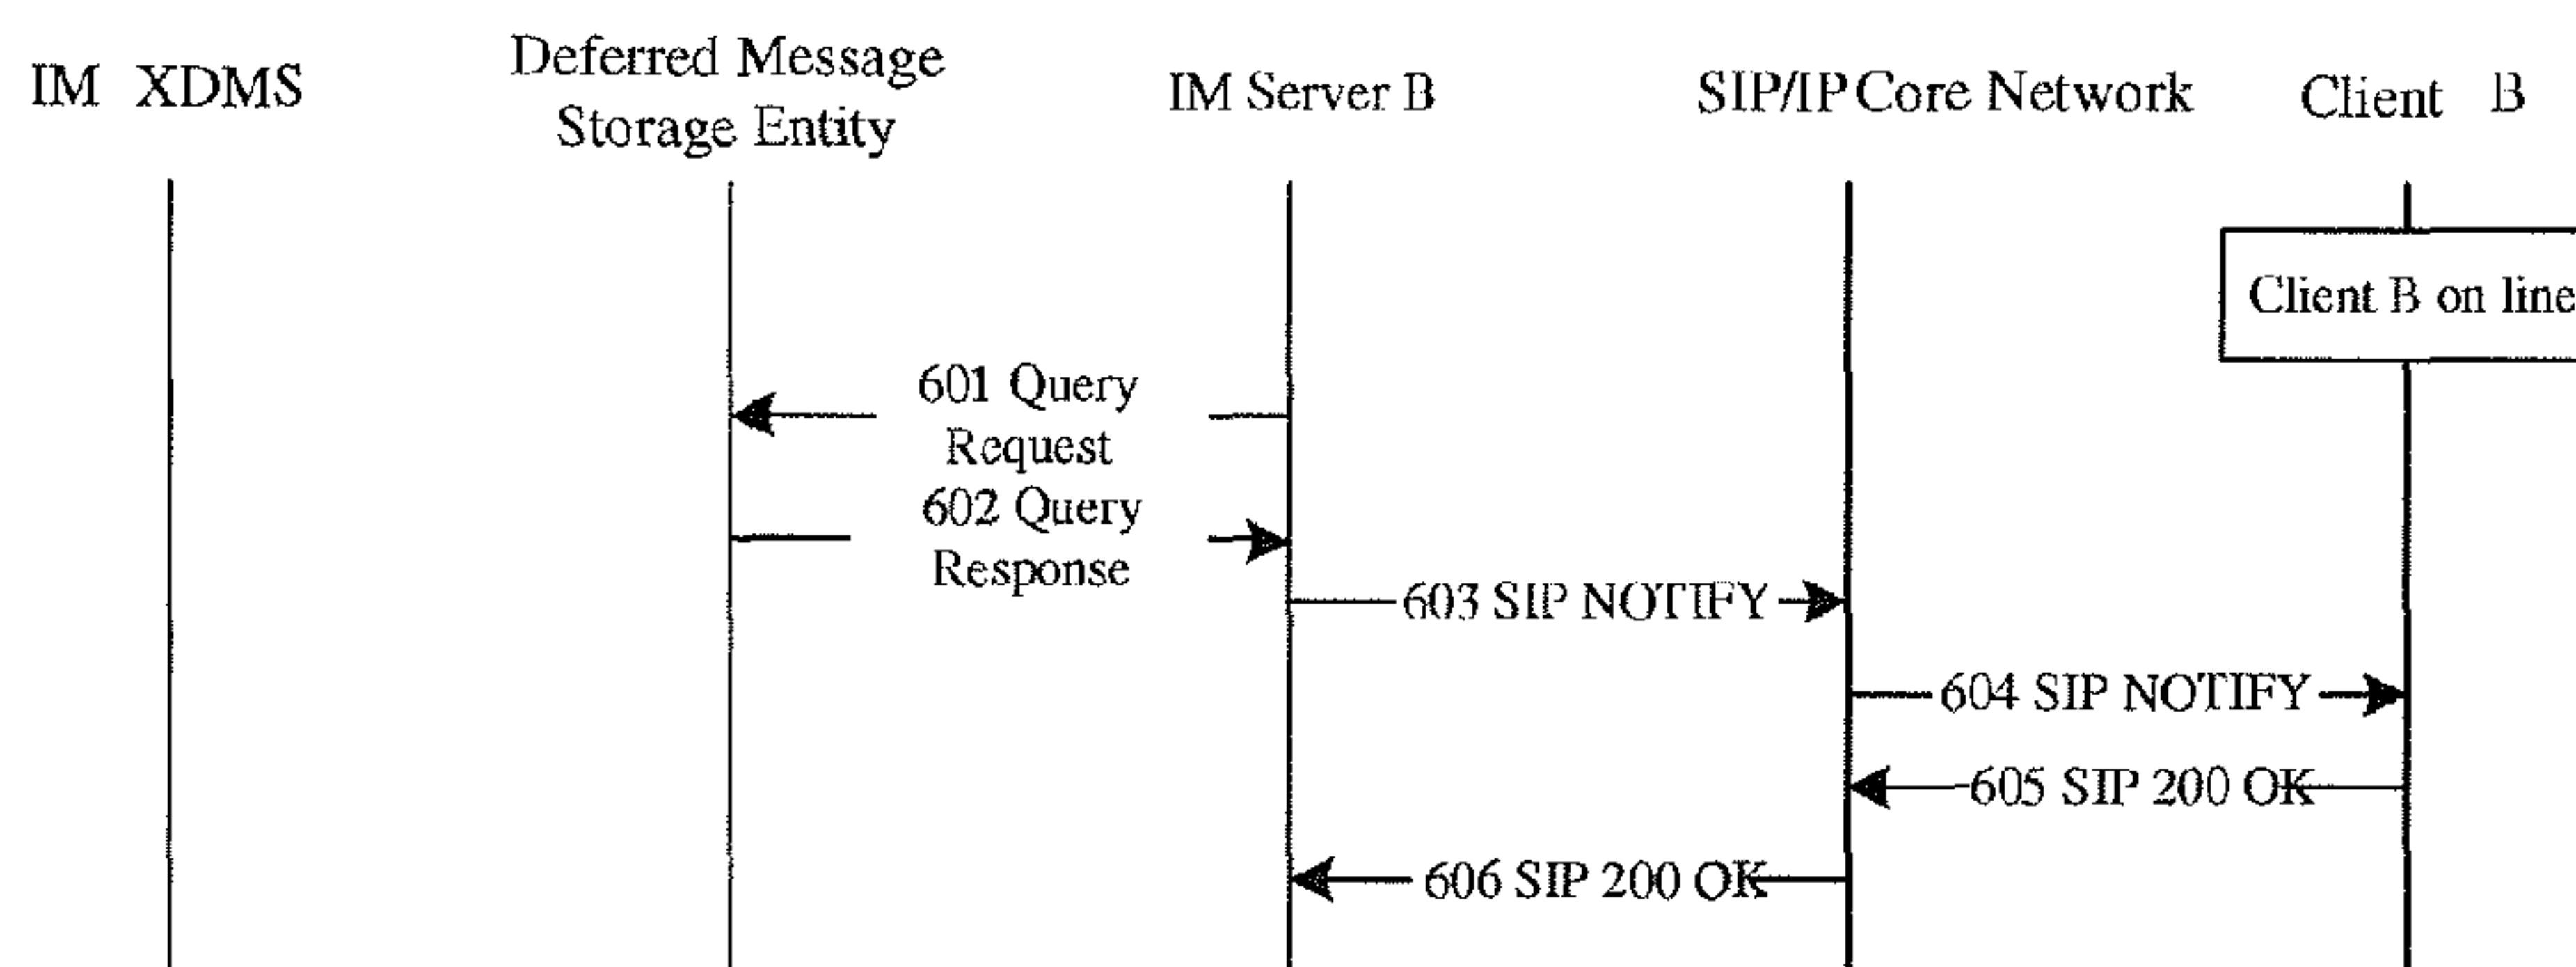 IM XDMS
Deferred Message
Storage Entity
IM Server B
SIP/IP Core Network
Client B
Client B on line
601 Query
Request
602 Query
Response
603 SIP NOTIFY
604 SIP NOTIFY
605 SIP 200 OK
606 SIP 200 OK